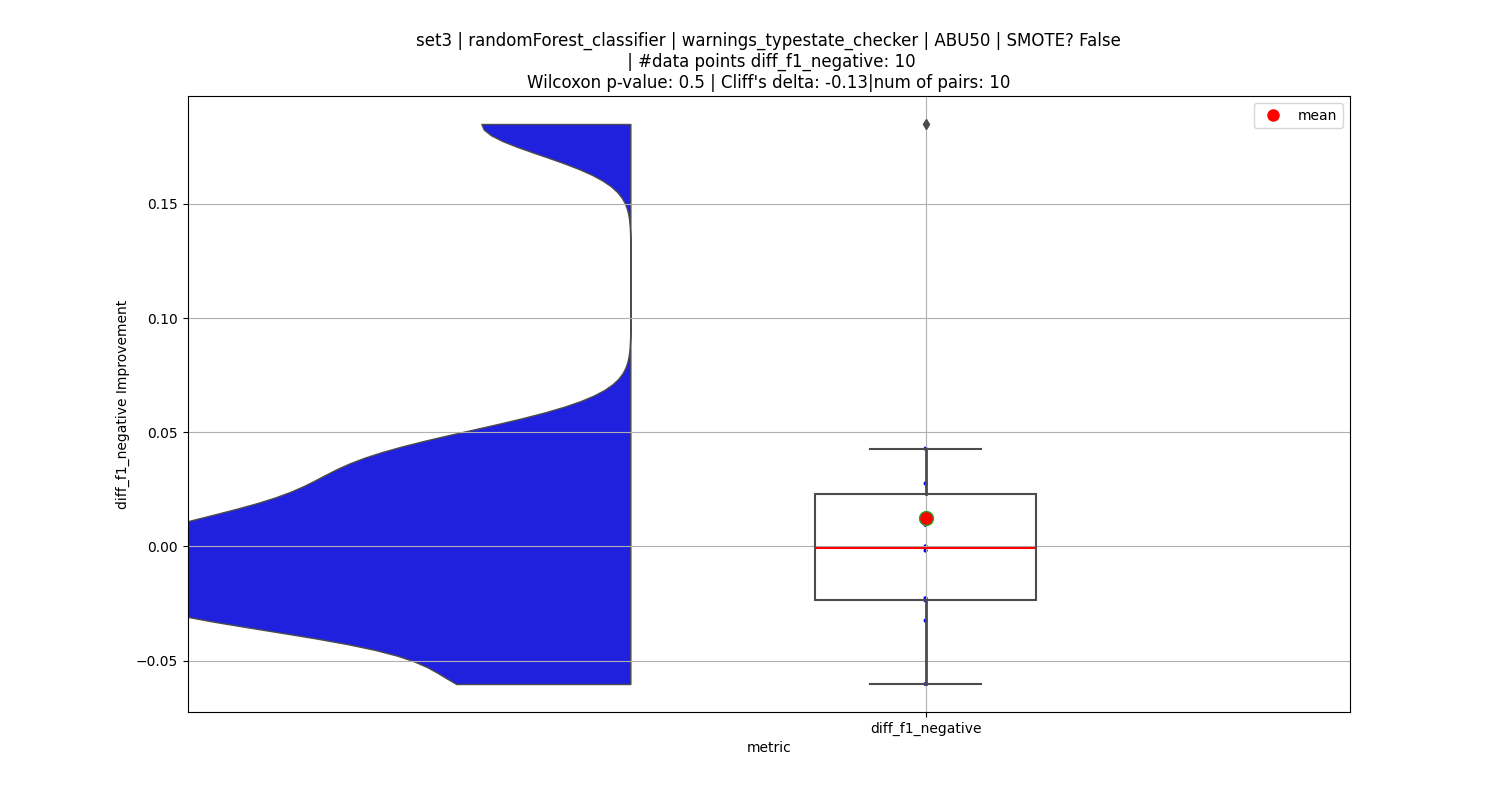 set3 | randomForest_classifier | warnings_typestate_checker | ABU50 | SMOTE? False
| #data points diff_f1_negative: 10
Wilcoxon p-value: 0.5 | Cliff's delta: -0.13|num of pairs: 10
mean
0.15
0.10
0.05
0.00
−0.05
diff_f1_negative Improvement
diff_f1_negative
metric